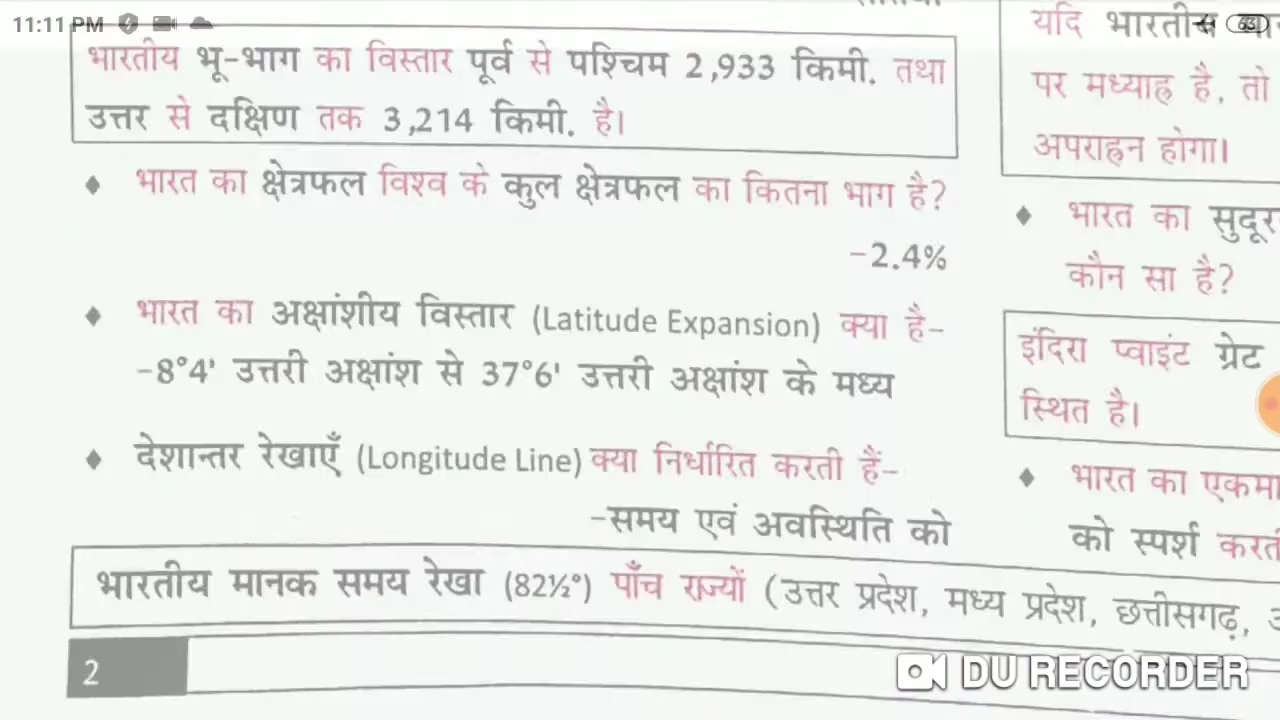 11:11 PM
भारतीय भू-भाग का विस्तार पूर्व से पश्चिम 2,933 किमी. तथा
उत्तर से दक्षिण तक 3,214 किमी. है।
♦ भारत का क्षेत्रफल विश्व के कुल क्षेत्रफल का कितना भाग है?
-2.4%
♦ भारत का अक्षांशीय विस्तार (Latitude Expansion) क्या है-
-8°4' उत्तरी अक्षांश से 37°6' उत्तरी अक्षांश के मध्य
♦ देशान्तर रेखाएँ (Longitude Line) क्या निर्धारित करती हैं-
-समय एवं अवस्थिति को
भारतीय मानक समय रेखा (82½°) पाँच राज्यों (उत्तर प्रदेश, मध्य प्रदेश, छत्तीसगढ़,
2
यदि भारतीय
पर मध्याह्न है, तो
अपराह्रन होगा।
♦ भारत का सुदूर
कौन सा है?
इंदिरा प्वाइंट ग्रेट
स्थित है।
♦ भारत का
को स्पर्श
DU RECORDER